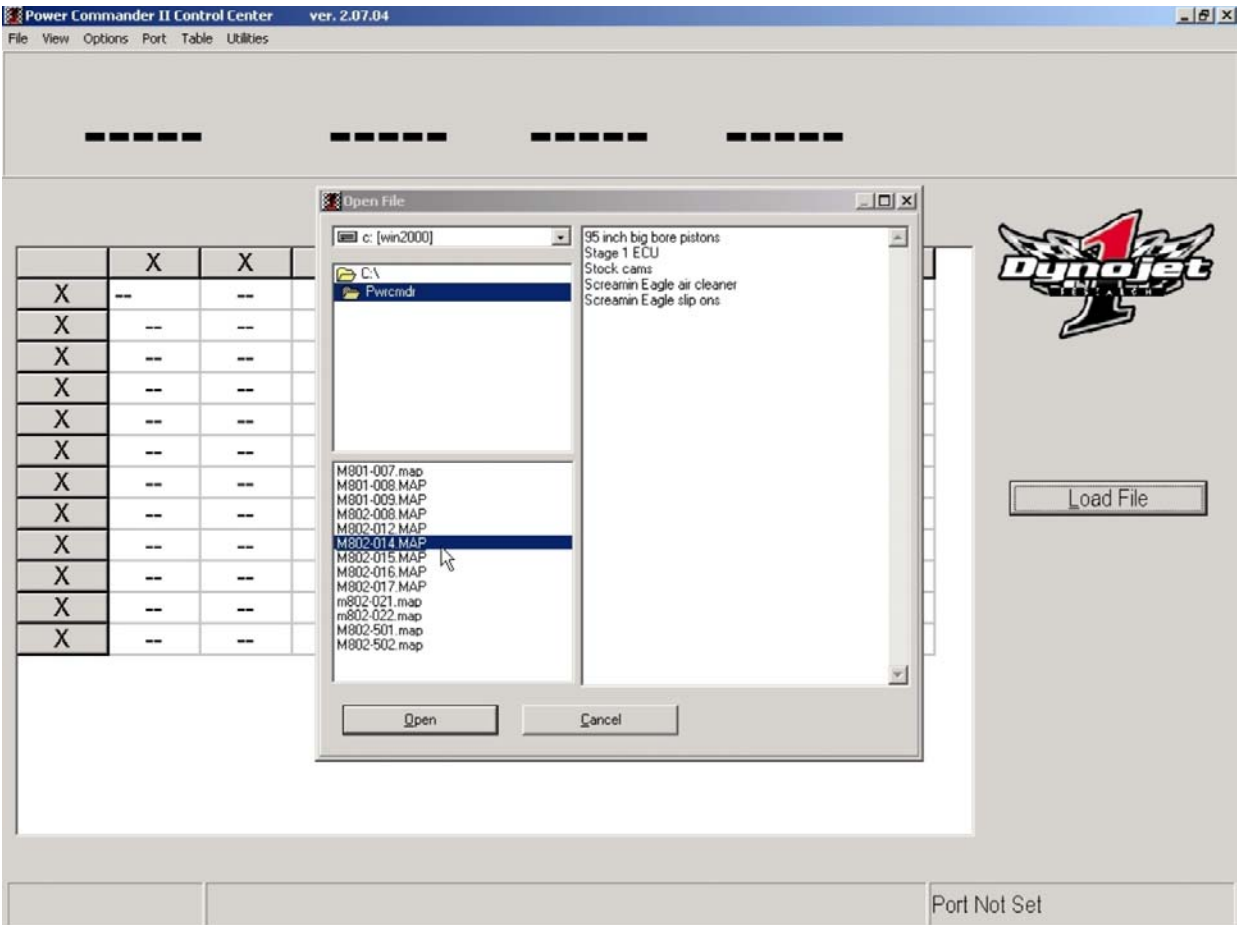 Power Commander II Control Center ver. 2.07.04
File View Options Port Table Utilities
----- ----- ----- -----
Open File
c: [win2000]
C:\
Pwrcmdr
95 inch big bore pistons
Stage 1 ECU
Stock cams
Screamin Eagle air cleaner
Screamin Eagle slip ons
M801-007.map
M801-008.MAP
M801-009.MAP
M802-008.MAP
M802-012.MAP
M802-014.MAP
M802-015.MAP
M802-016.MAP
M802-017.MAP
m802-021.map
m802-022.map
M802-501.map
M802-502.map
Open Cancel
X X
X -- --
X -- --
X -- --
X -- --
X -- --
X -- --
X -- --
X -- --
X -- --
X -- --
X -- --
X -- --
Dynojet
RESEARCH
1
Load File
Port Not Set